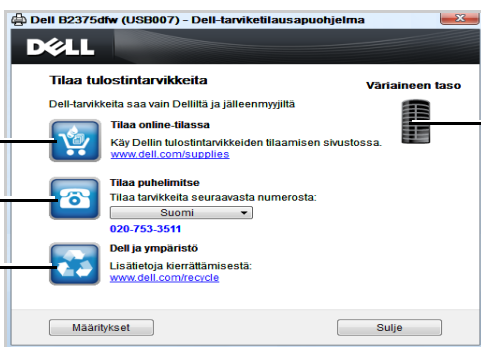 Dell B2375dfw (USB007) - Dell-tarviketilausapuohjelma
DELL
Tilaa tulostintarvikkeita
Väriaineen taso
Dell-tarvikkeita saa vain Delliltä ja jälleenmyyjiltä
Tilaa online-tilassa
Käy Dellin tulostintarvikkeiden tilaamisen sivustossa.
www.dell.com/supplies
Tilaa puhelimitse
Tilaa tarvikkeita seuraavasta numerosta:
Suomi
020-753-3511
Dell ja ympäristö
Lisätietoja kierrättämisestä:
www.dell.com/recycle
Määritykset
Sulje